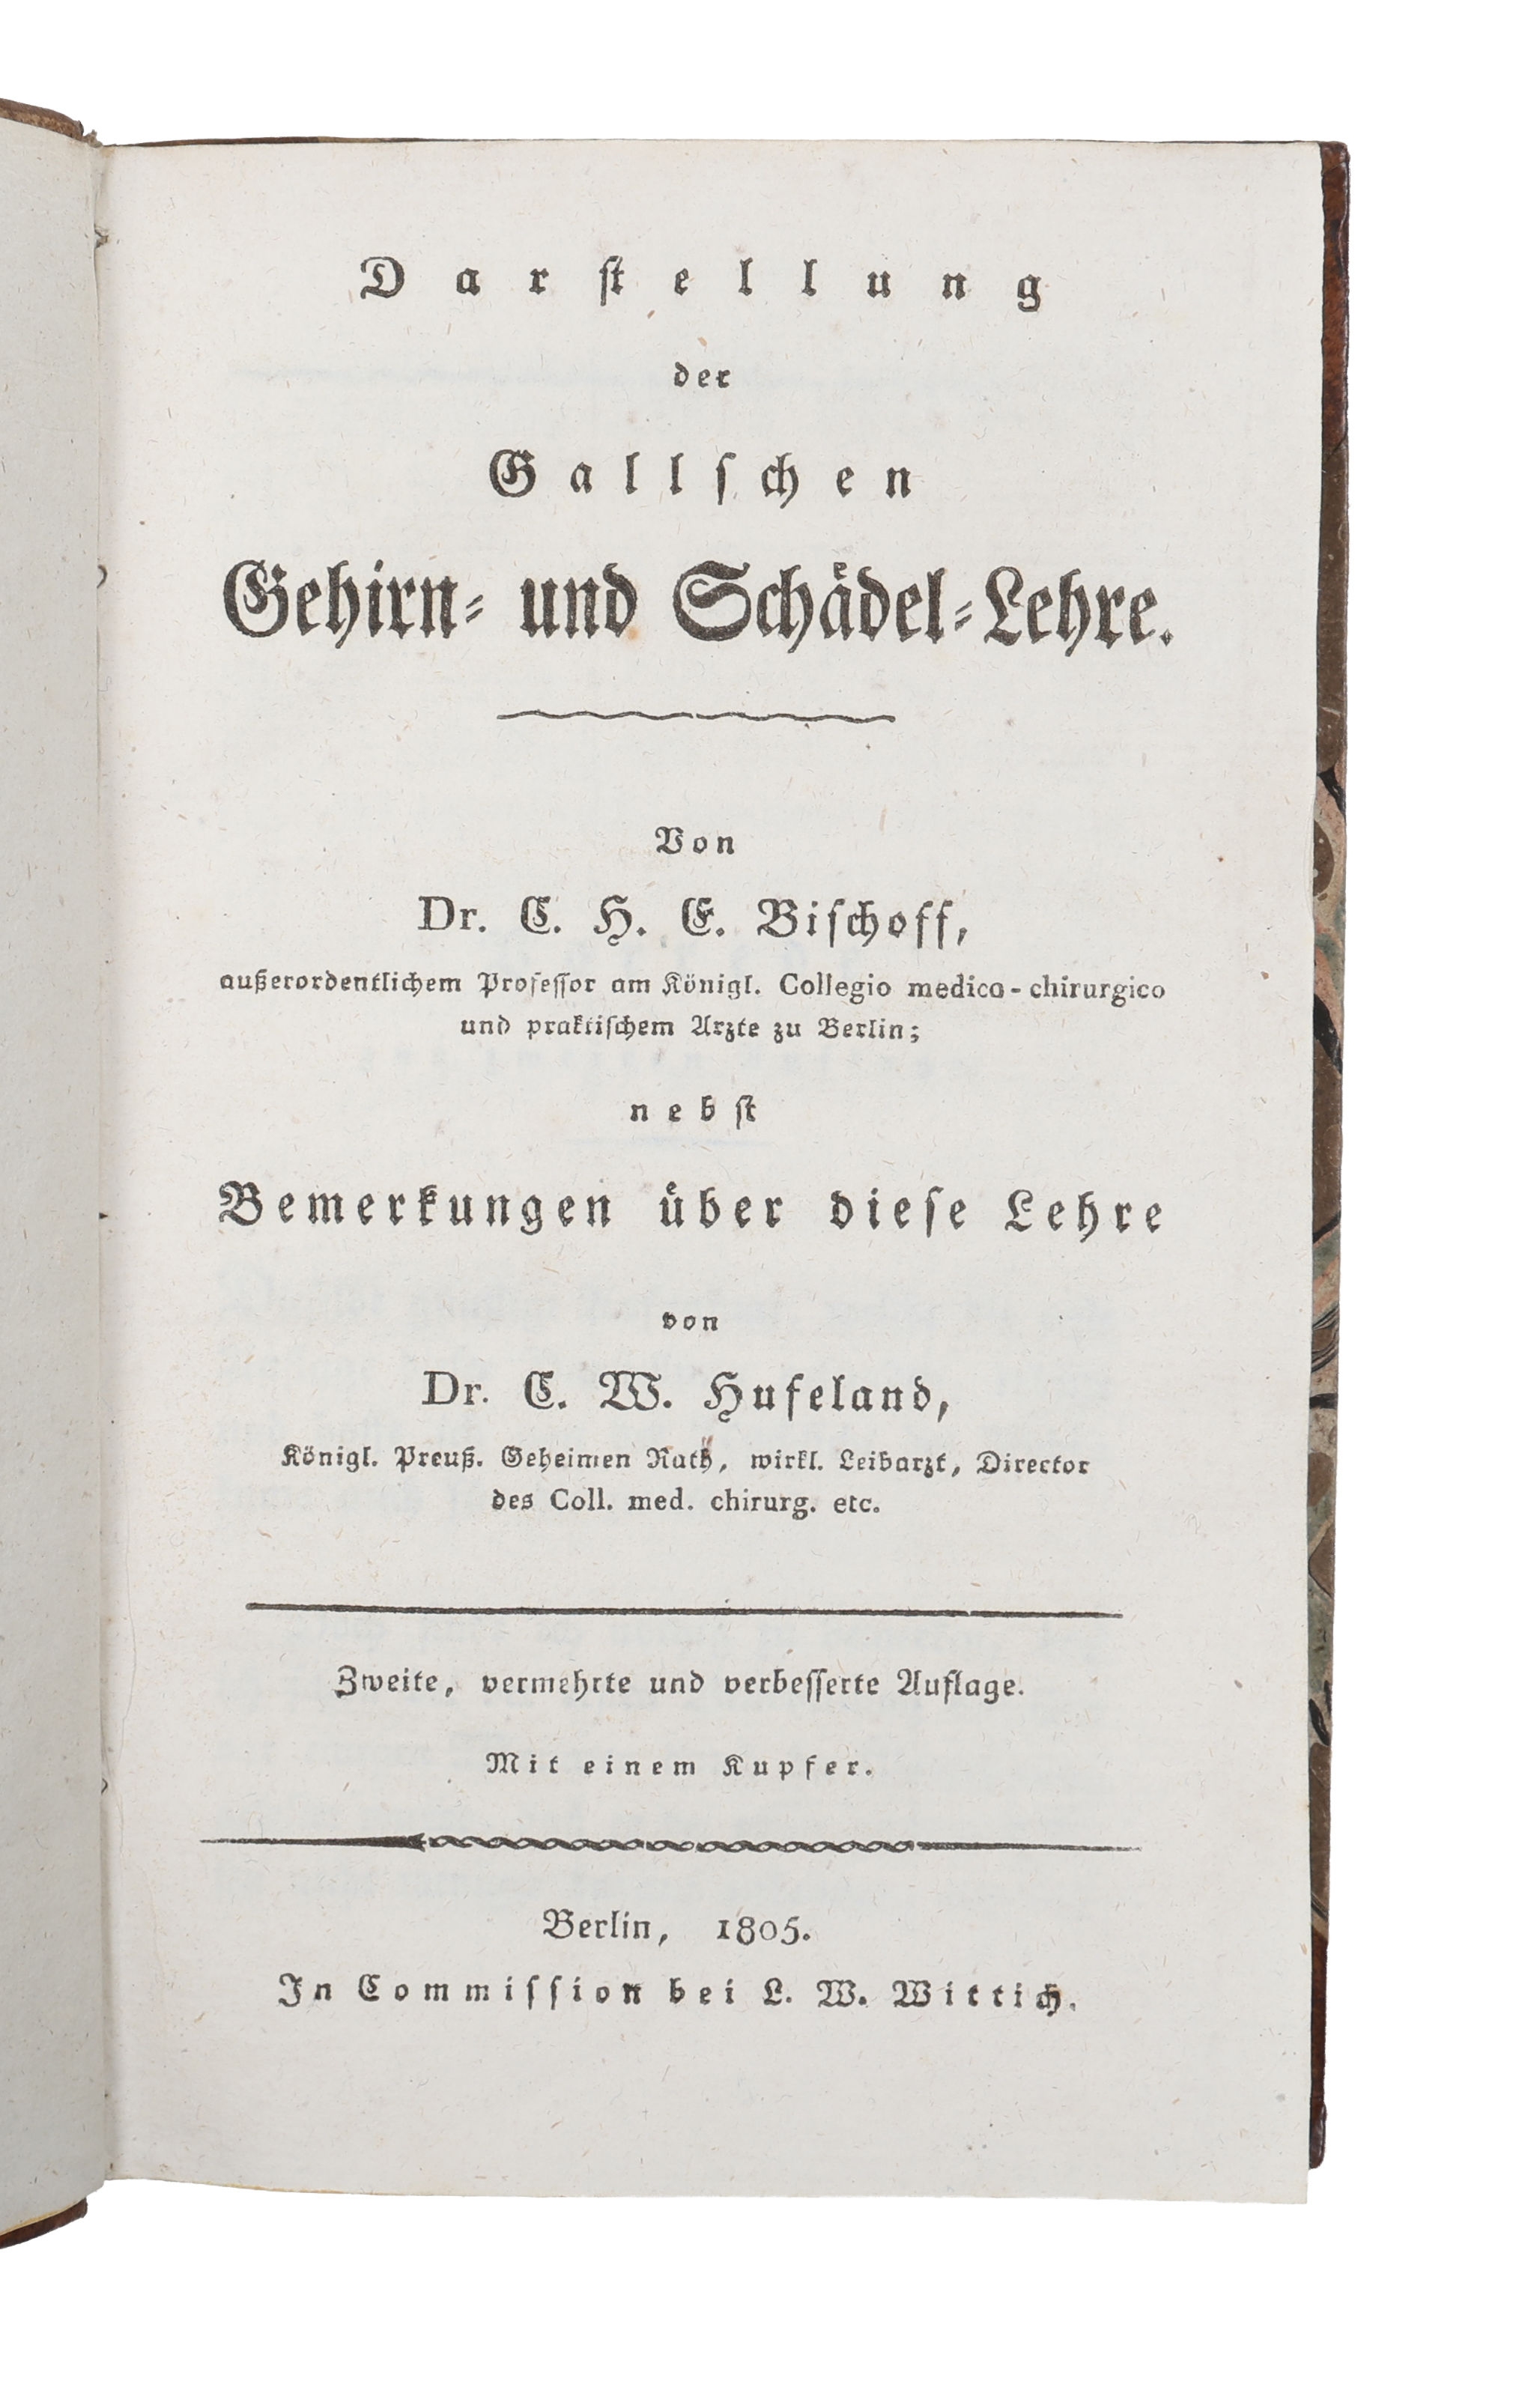 Darſtellung
der
Gallſchen
Gehirn- und Schädel-Lehre.
Von
Dr. C. H. E. Biſchoff,
außerordentlichem Profeſſor am Königl. Collegio medico-chirurgico
und praktiſchem Arzte zu Berlin;
nebſt
Bemerkungen über dieſe Lehre
von
Dr. C. W. Hufeland,
Königl. Preuß. Geheimen Rath, wirkl. Leibarzt, Director
des Coll. med. chirurg. etc.
Zweite, vermehrte und verbeſſerte Auflage.
Mit einem Kupfer.
Berlin, 1805.
In Commiſſion bei L. W. Wittich.